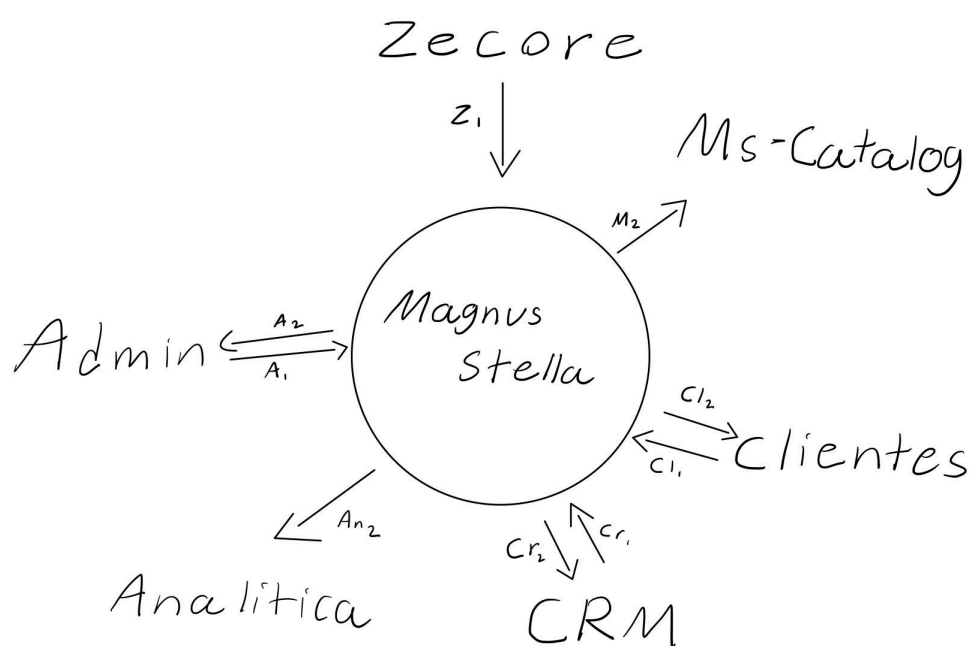 Zecore
Z₁
Ms-Catalog
M₂
Magnus
Stella
A₂
Admin
A₁
Cl₂
Clientes
Cl₁
An₂
Cr₂
Cr₁
Analitica
CRM